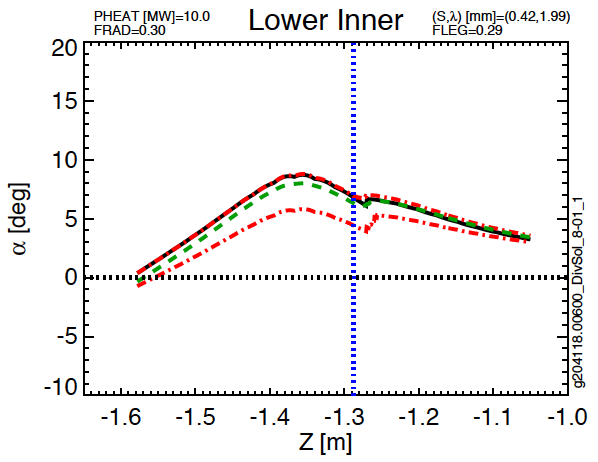 PHEAT [MW]=10.0
FRAD=0.30
Lower Inner
(S,λ) [mm]=(0.42,1.99)
FLEG=0.29
20
15
10
5
0
-5
-10
α [deg]
-1.6 -1.5 -1.4 -1.3 -1.2 -1.1 -1.0
Z [m]
g204118.00600_DivSol_8-01_1